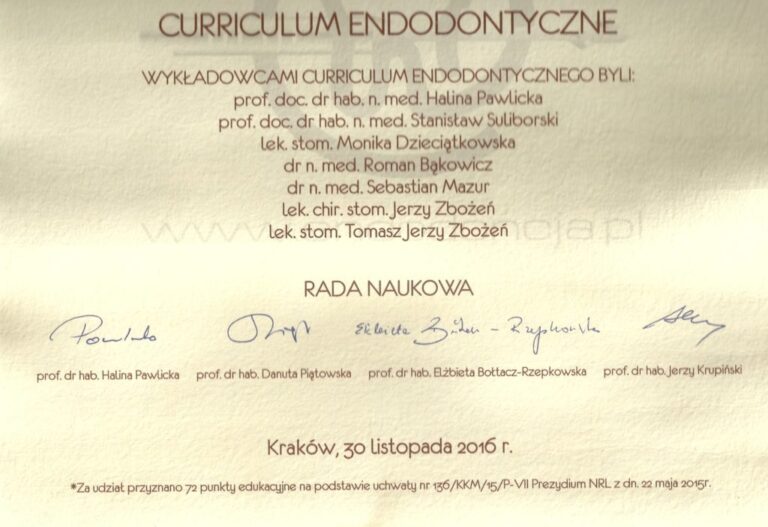 CURRICULUM ENDODONTYCZNE
WYKŁADOWCAMI CURRICULUM ENDODONTYCZNEGO BYLI:
prof. doc. dr hab. n. med. Halina Pawlicka
prof. doc. dr hab. n. med. Stanisław Suliborski
lek. stom. Monika Dzieciątkowska
dr n. med. Roman Bąkowicz
dr n. med. Sebastian Mazur
lek. chir. stom. Jerzy Zbożeń
lek. stom. Tomasz Jerzy Zbożeń
RADA NAUKOWA
prof. dr hab. Halina Pawlicka prof. dr hab. Danuta Piątowska prof. dr hab. Elżbieta Bołtacz-Rzepkowska prof. dr hab. Jerzy Krupiński
Kraków, 30 listopada 2016 r.
*Za udział przyznano 72 punkty edukacyjne na podstawie uchwały nr 136/KKM/15/P-VII Prezydium NRL z dn. 22 maja 2015r.